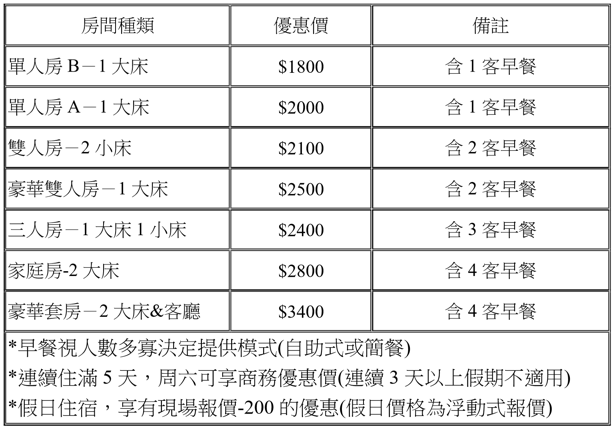 房間種類 優惠價 備註
單人房 B－1 大床 $1800 含 1 客早餐
單人房 A－1 大床 $2000 含 1 客早餐
雙人房－2 小床 $2100 含 2 客早餐
豪華雙人房－1 大床 $2500 含 2 客早餐
三人房－1 大床 1 小床 $2400 含 3 客早餐
家庭房-2 大床 $2800 含 4 客早餐
豪華套房－2 大床&客廳 $3400 含 4 客早餐
*早餐視人數多寡決定提供模式(自助式或簡餐)
*連續住滿 5 天，周六可享商務優惠價(連續 3 天以上假期不適用)
*假日住宿，享有現場報價-200 的優惠(假日價格為浮動式報價)